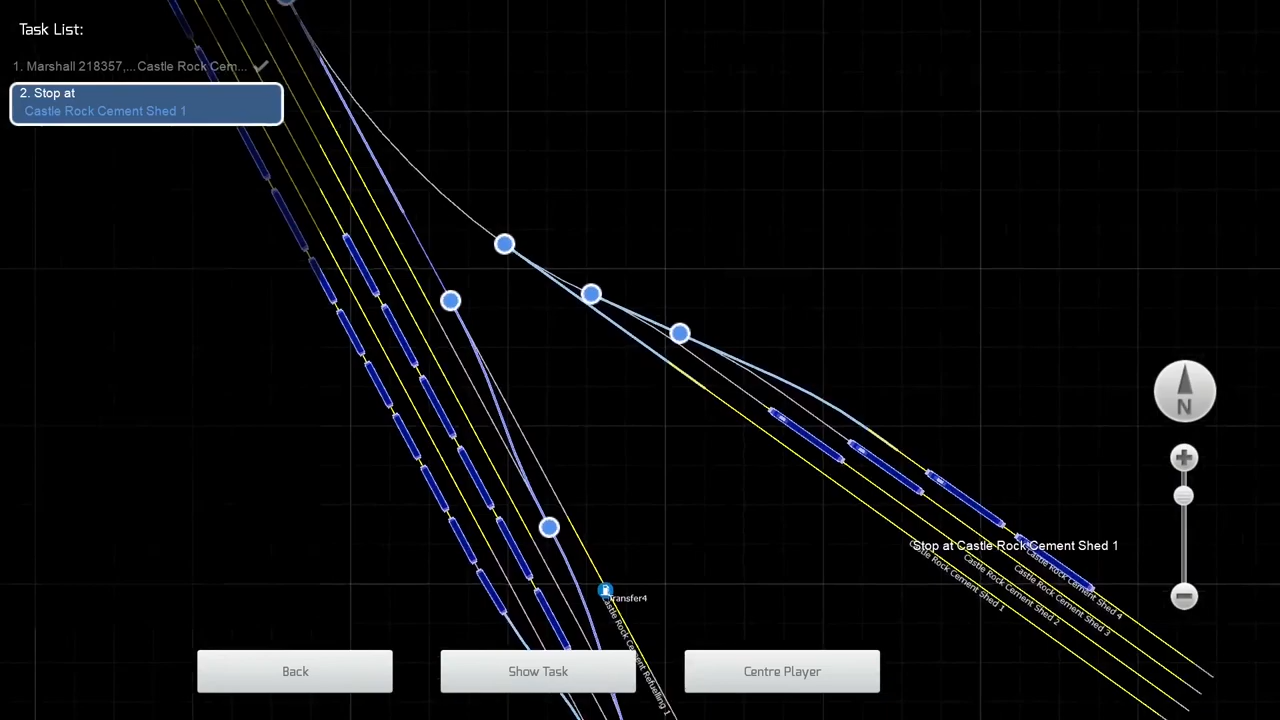 Task List:
1. Marshall 218357,...Castle Rock Cem...
2. Stop at
Castle Rock Cement Shed 1
N
Stop at Castle Rock Cement Shed 1
Castle Rock Cement Shed 1
Castle Rock Cement Shed 2
Castle Rock Cement Shed 3
Castle Rock Cement Shed 4
Transfer4
Castle Rock Cement Refuelling 1
Back
Show Task
Centre Player